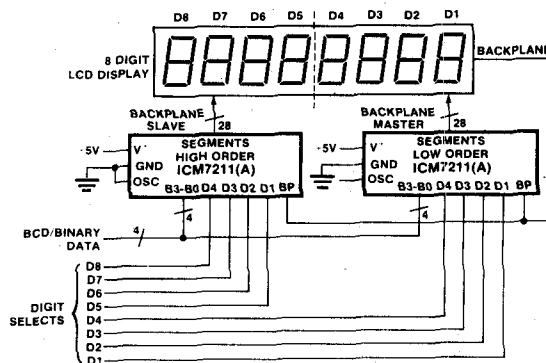 D8 D7 D6 D5 D4 D3 D2 D1
8 DIGIT
LCD DISPLAY
BACKPLANE
BACKPLANE
SLAVE
28
BACKPLANE
MASTER
28
+5V
V+
GND
OSC
SEGMENTS
HIGH ORDER
ICM7211(A)
B3-B0 D4 D3 D2 D1 BP
+5V
V+
GND
OSC
SEGMENTS
LOW ORDER
ICM7211(A)
B3-B0 D4 D3 D2 D1 BP
4
4
BCD/BINARY
DATA
4
DIGIT
SELECTS
D8
D7
D6
D5
D4
D3
D2
D1